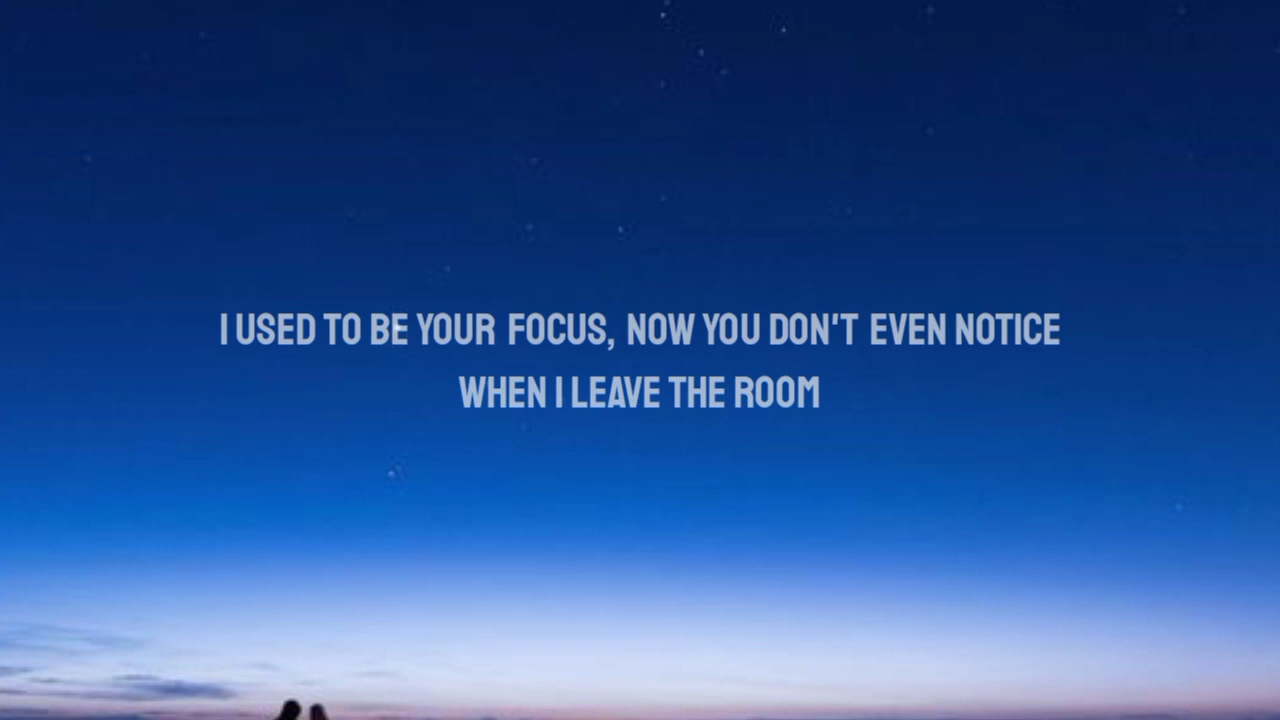 I USED TO BE YOUR FOCUS, NOW YOU DON'T EVEN NOTICE
WHEN I LEAVE THE ROOM